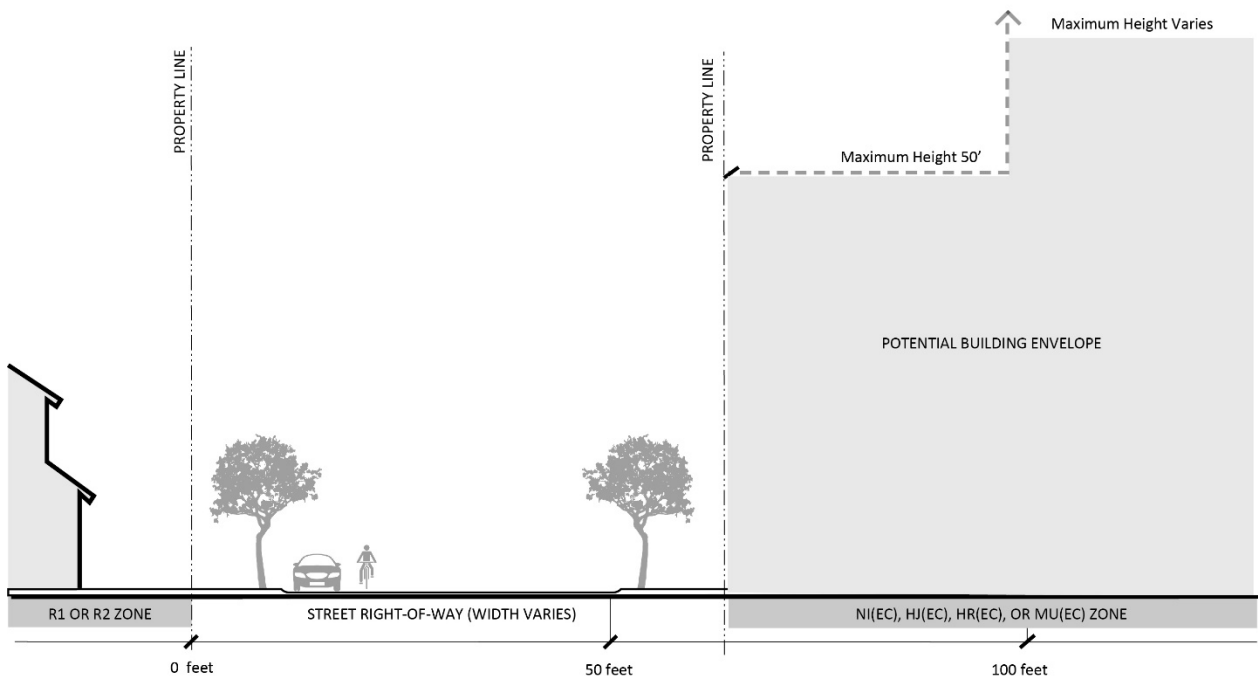 Maximum Height Varies
PROPERTY LINE
PROPERTY LINE
Maximum Height 50'
POTENTIAL BUILDING ENVELOPE
R1 OR R2 ZONE
STREET RIGHT-OF-WAY (WIDTH VARIES)
NI(EC), HJ(EC), HR(EC), OR MU(EC) ZONE
0 feet
50 feet
100 feet